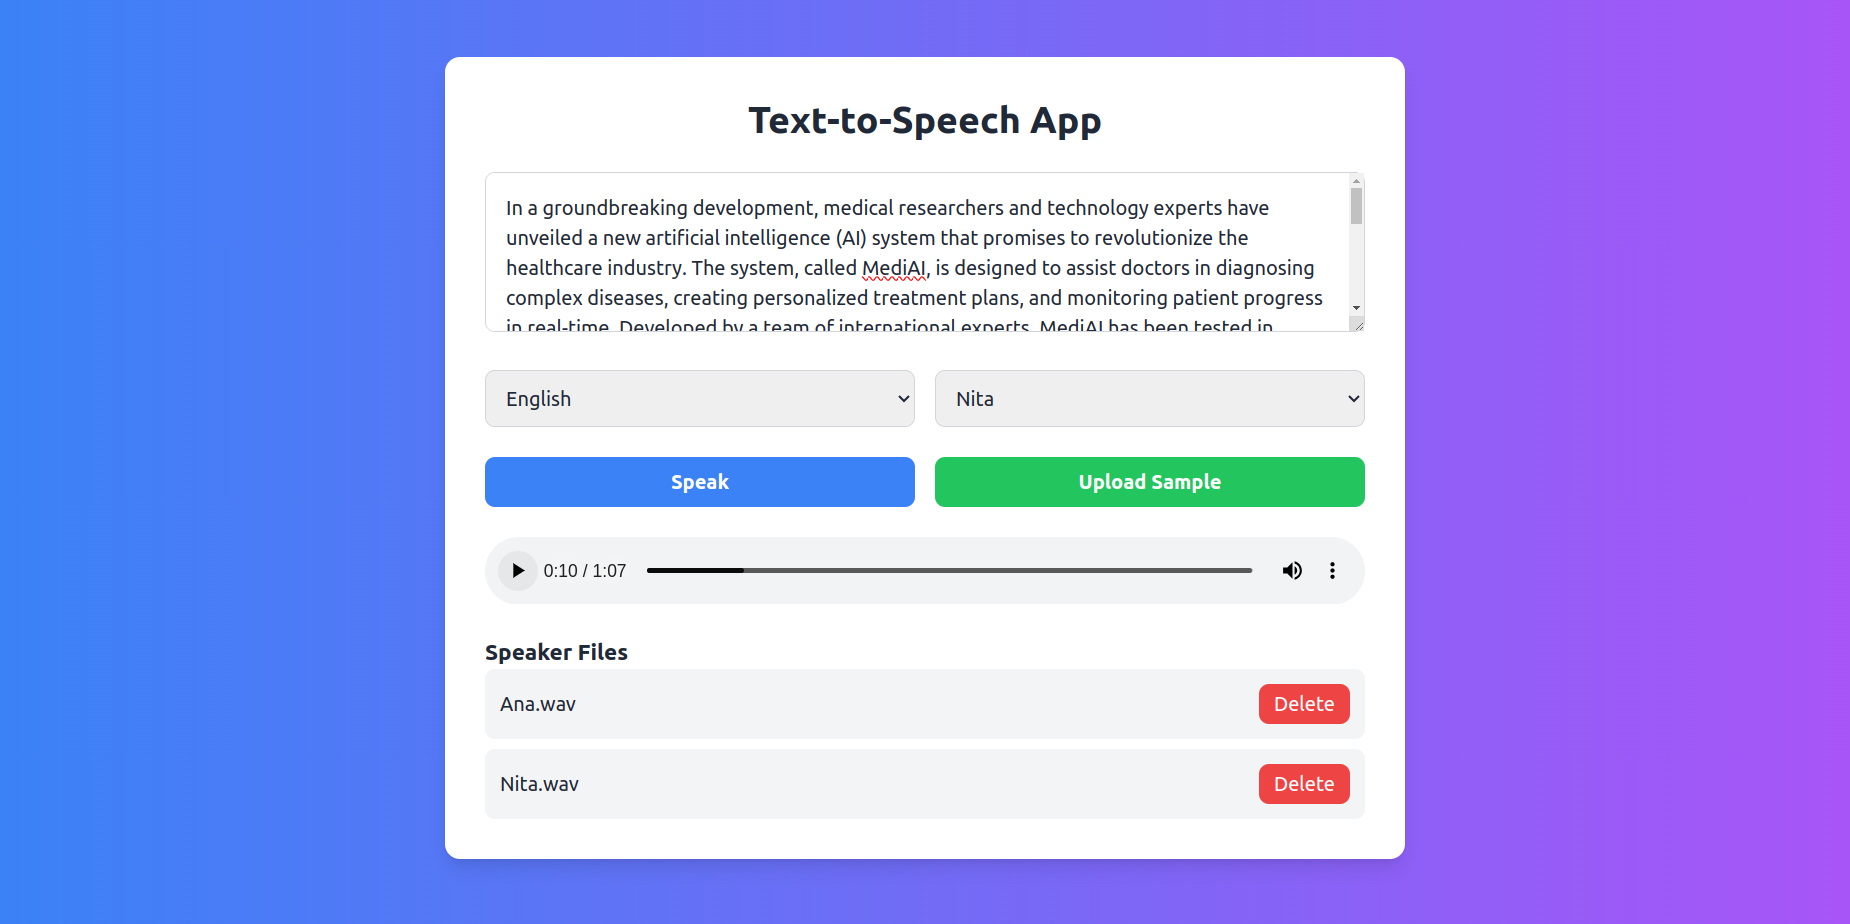 Text-to-Speech App
In a groundbreaking development, medical researchers and technology experts have
unveiled a new artificial intelligence (AI) system that promises to revolutionize the
healthcare industry. The system, called MediAI, is designed to assist doctors in diagnosing
complex diseases, creating personalized treatment plans, and monitoring patient progress
in real-time. Developed by a team of international experts, MediAI has been tested in
English
Nita
Speak
Upload Sample
0:10 / 1:07
Speaker Files
Ana.wav
Delete
Nita.wav
Delete